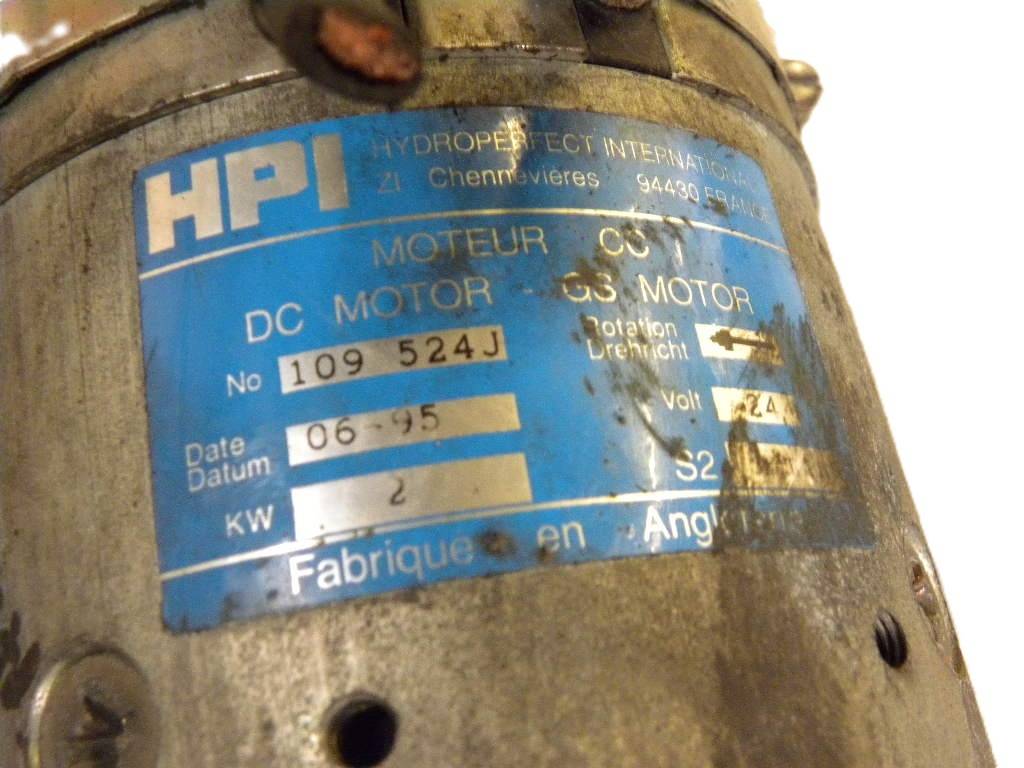 HPI
HYDROPERFECT INTERNATIONAL
ZI Chennevières 94430 FRANCE
MOTEUR CC
DC MOTOR - GS MOTOR
No 109 524J
Rotation
Drehricht
Volt 24
Date
Datum 06-95
S2
KW 2
Fabrique en